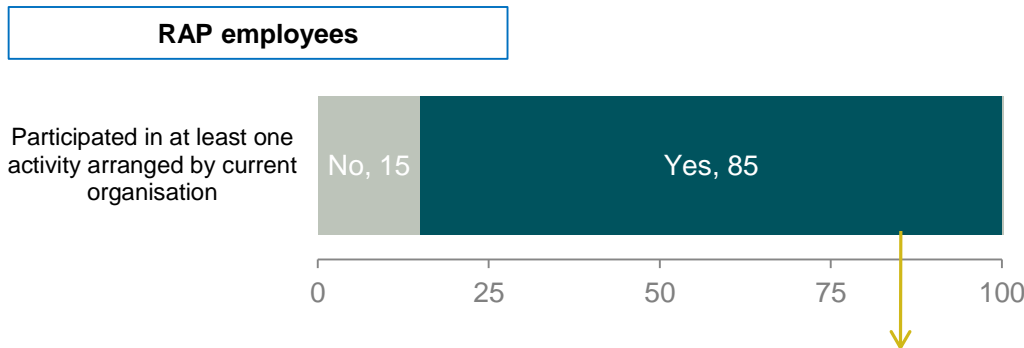 RAP employees
Participated in at least one
activity arranged by current
organisation
No, 15
Yes, 85
0
25
50
75
100